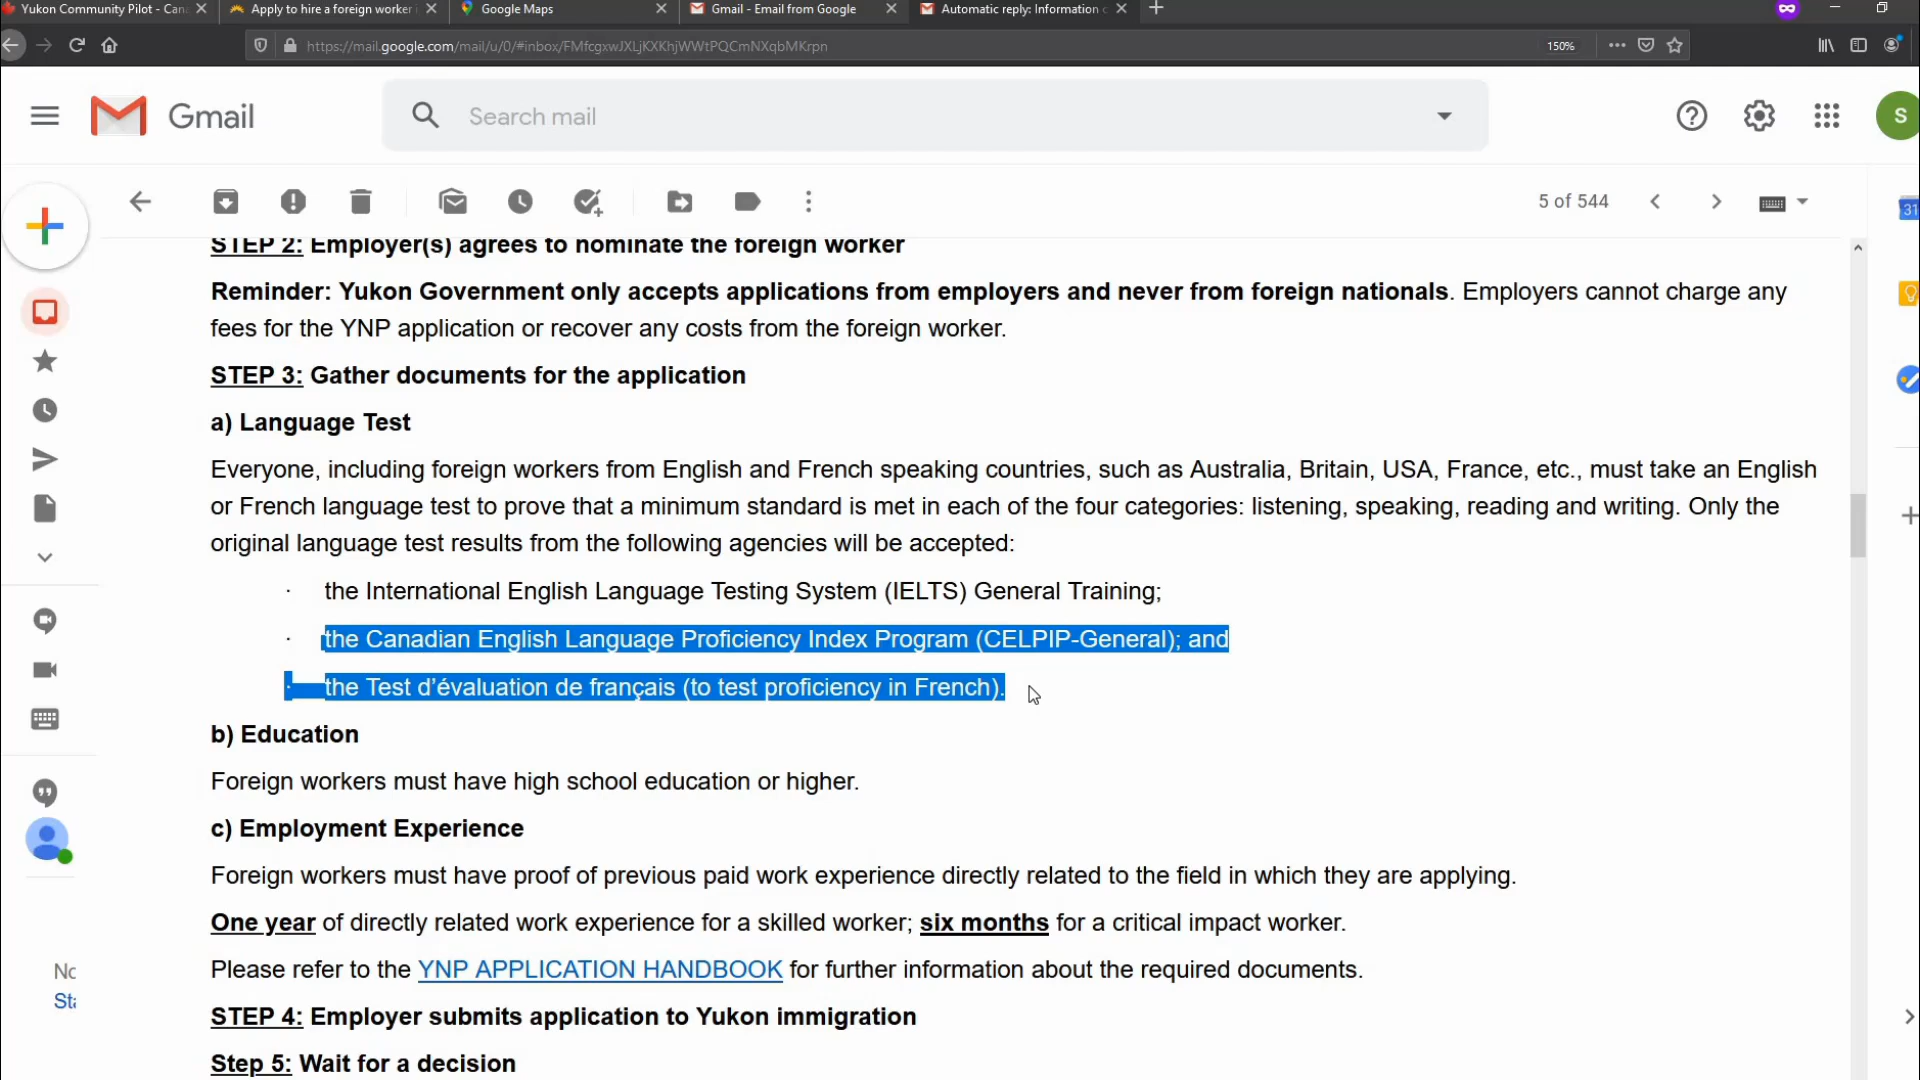 Yukon Community Pilot - Can
Apply to hire a foreign worker
Google Maps
Gmail - Email from Google
Automatic reply: Information
https://mail.google.com/mail/u/0/#inbox/FMfcgxwJXLjKXKhjWWtPQCmNXqbMKrpn
150%
Gmail
Search mail
S
5 of 544
31
STEP 2: Employer(s) agrees to nominate the foreign worker
Reminder: Yukon Government only accepts applications from employers and never from foreign nationals. Employers cannot charge any
fees for the YNP application or recover any costs from the foreign worker.
STEP 3: Gather documents for the application
a) Language Test
Everyone, including foreign workers from English and French speaking countries, such as Australia, Britain, USA, France, etc., must take an English
or French language test to prove that a minimum standard is met in each of the four categories: listening, speaking, reading and writing. Only the
original language test results from the following agencies will be accepted:
· the International English Language Testing System (IELTS) General Training;
· the Canadian English Language Proficiency Index Program (CELPIP-General); and
· the Test d’évaluation de français (to test proficiency in French).
b) Education
Foreign workers must have high school education or higher.
c) Employment Experience
Foreign workers must have proof of previous paid work experience directly related to the field in which they are applying.
One year of directly related work experience for a skilled worker; six months for a critical impact worker.
Please refer to the YNP APPLICATION HANDBOOK for further information about the required documents.
No
Sta
STEP 4: Employer submits application to Yukon immigration
Step 5: Wait for a decision